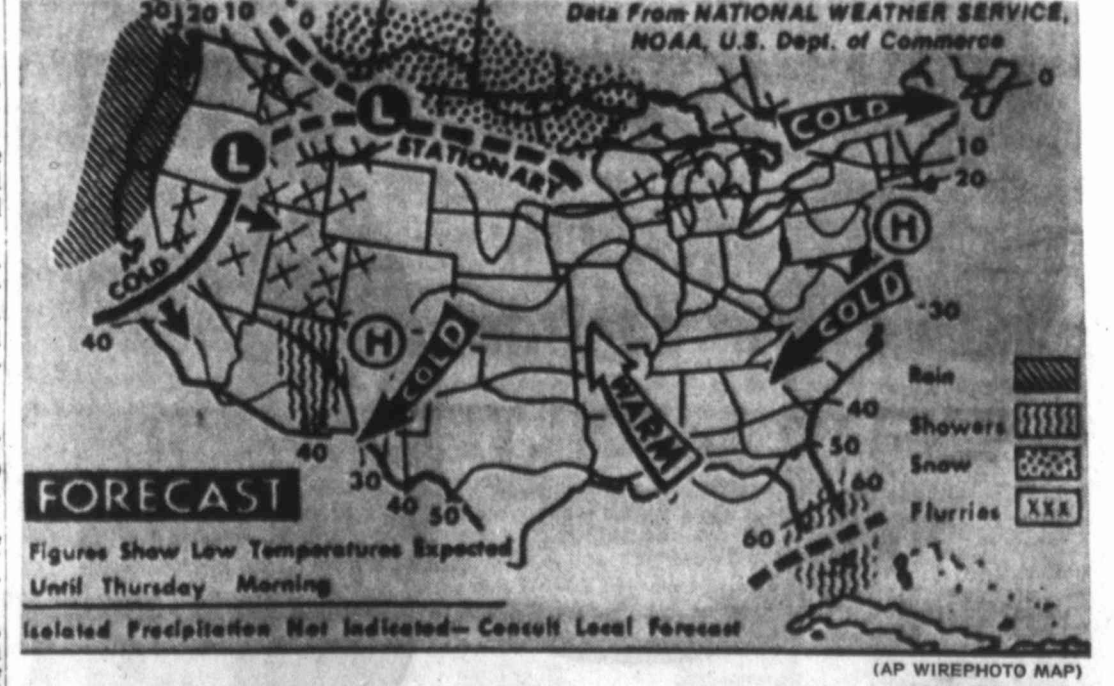 Data From NATIONAL WEATHER SERVICE,
NOAA, U.S. Dept. of Commerce
30 20 10 0
L
L
STATIONARY
COLD
0
10
20
H
COLD
40
COLD
H
COLD
30
WARM
Rain
Showers
Snow
Flurries
XXX
40
50
60
60
40
30
40
50
FORECAST
Figures Show Low Temperatures Expected
Until Thursday Morning
Isolated Precipitation Not Indicated— Consult Local Forecast
(AP WIREPHOTO MAP)